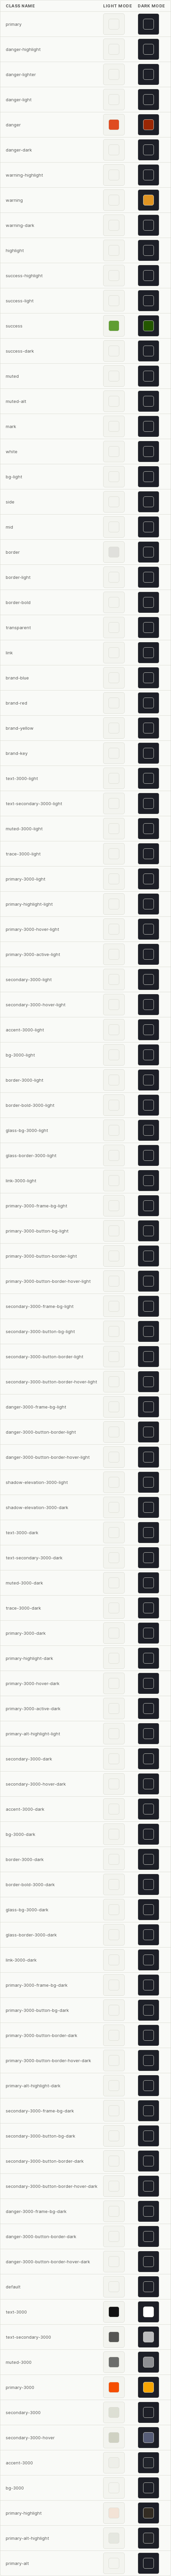 CLASS NAME LIGHT MODE DARK MODE
primary
danger-highlight
danger-lighter
danger-light
danger
danger-dark
warning-highlight
warning
warning-dark
highlight
success-highlight
success-light
success
success-dark
muted
muted-alt
mark
white
bg-light
side
mid
border
border-light
border-bold
transparent
link
brand-blue
brand-red
brand-yellow
brand-key
text-3000-light
text-secondary-3000-light
muted-3000-light
trace-3000-light
primary-3000-light
primary-highlight-light
primary-3000-hover-light
primary-3000-active-light
secondary-3000-light
secondary-3000-hover-light
accent-3000-light
bg-3000-light
border-3000-light
border-bold-3000-light
glass-bg-3000-light
glass-border-3000-light
link-3000-light
primary-3000-frame-bg-light
primary-3000-button-bg-light
primary-3000-button-border-light
primary-3000-button-border-hover-light
secondary-3000-frame-bg-light
secondary-3000-button-bg-light
secondary-3000-button-border-light
secondary-3000-button-border-hover-light
danger-3000-frame-bg-light
danger-3000-button-border-light
danger-3000-button-border-hover-light
shadow-elevation-3000-light
shadow-elevation-3000-dark
text-3000-dark
text-secondary-3000-dark
muted-3000-dark
trace-3000-dark
primary-3000-dark
primary-highlight-dark
primary-3000-hover-dark
primary-3000-active-dark
primary-alt-highlight-light
secondary-3000-dark
secondary-3000-hover-dark
accent-3000-dark
bg-3000-dark
border-3000-dark
border-bold-3000-dark
glass-bg-3000-dark
glass-border-3000-dark
link-3000-dark
primary-3000-frame-bg-dark
primary-3000-button-bg-dark
primary-3000-button-border-dark
primary-3000-button-border-hover-dark
primary-alt-highlight-dark
secondary-3000-frame-bg-dark
secondary-3000-button-bg-dark
secondary-3000-button-border-dark
secondary-3000-button-border-hover-dark
danger-3000-frame-bg-dark
danger-3000-button-border-dark
danger-3000-button-border-hover-dark
default
text-3000
text-secondary-3000
muted-3000
primary-3000
secondary-3000
secondary-3000-hover
accent-3000
bg-3000
primary-highlight
primary-alt-highlight
primary-alt